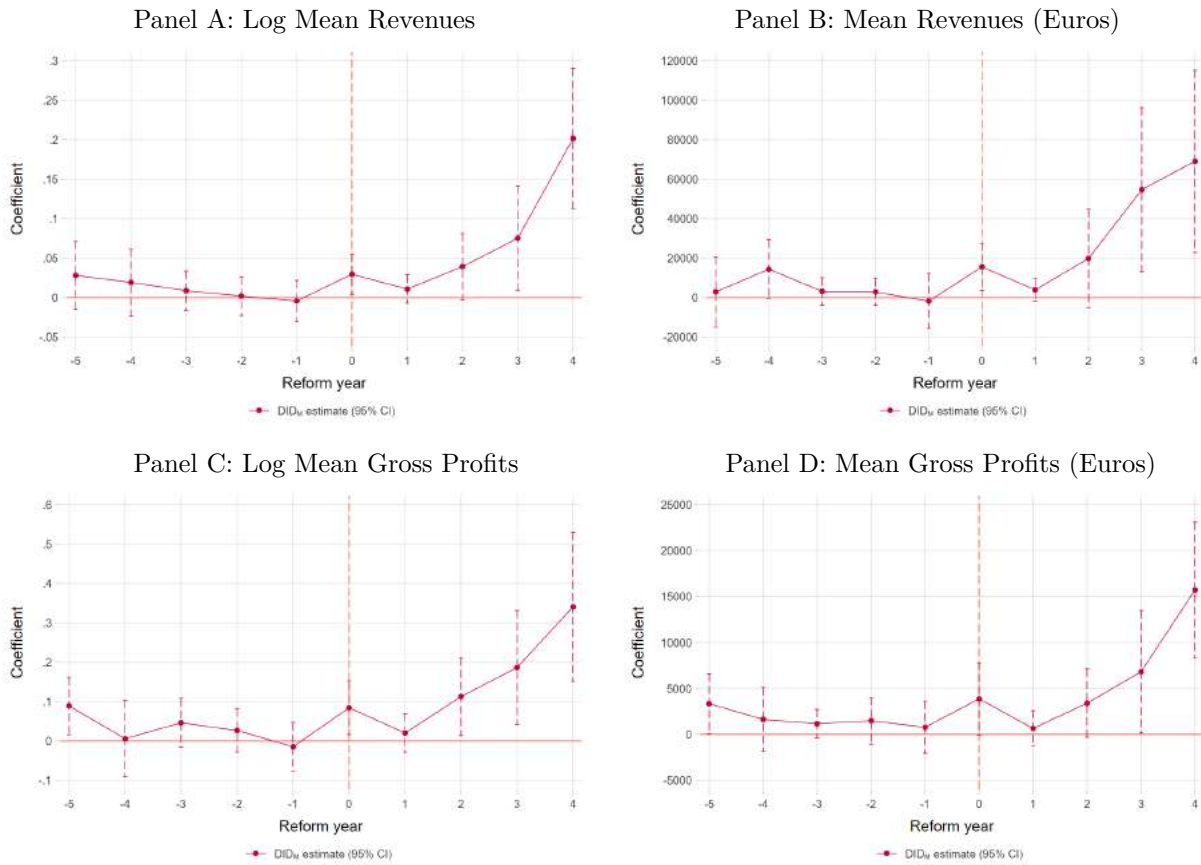 Panel A: Log Mean Revenues
.3
.25
.2
.15
.1
.05
0
-.05
Coefficient
-5 -4 -3 -2 -1 0 1 2 3 4
Reform year
DID_M estimate (95% CI)
Panel B: Mean Revenues (Euros)
120000
100000
80000
60000
40000
20000
0
-20000
Coefficient
-5 -4 -3 -2 -1 0 1 2 3 4
Reform year
DID_M estimate (95% CI)
Panel C: Log Mean Gross Profits
.6
.5
.4
.3
.2
.1
0
-.1
Coefficient
-5 -4 -3 -2 -1 0 1 2 3 4
Reform year
DID_M estimate (95% CI)
Panel D: Mean Gross Profits (Euros)
25000
20000
15000
10000
5000
0
-5000
Coefficient
-5 -4 -3 -2 -1 0 1 2 3 4
Reform year
DID_M estimate (95% CI)